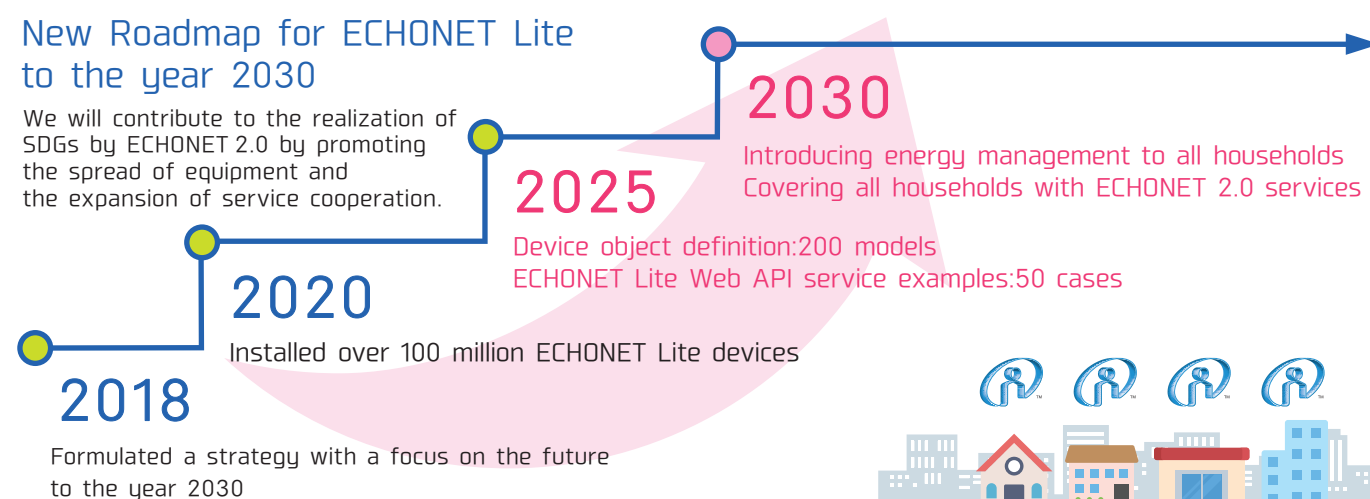 New Roadmap for ECHONET Lite
to the year 2030
We will contribute to the realization of
SDGs by ECHONET 2.0 by promoting
the spread of equipment and
the expansion of service cooperation.
2030
Introducing energy management to all households
Covering all households with ECHONET 2.0 services
2025
Device object definition:200 models
ECHONET Lite Web API service examples:50 cases
2020
Installed over 100 million ECHONET Lite devices
2018
Formulated a strategy with a focus on the future
to the year 2030
TM TM TM TM